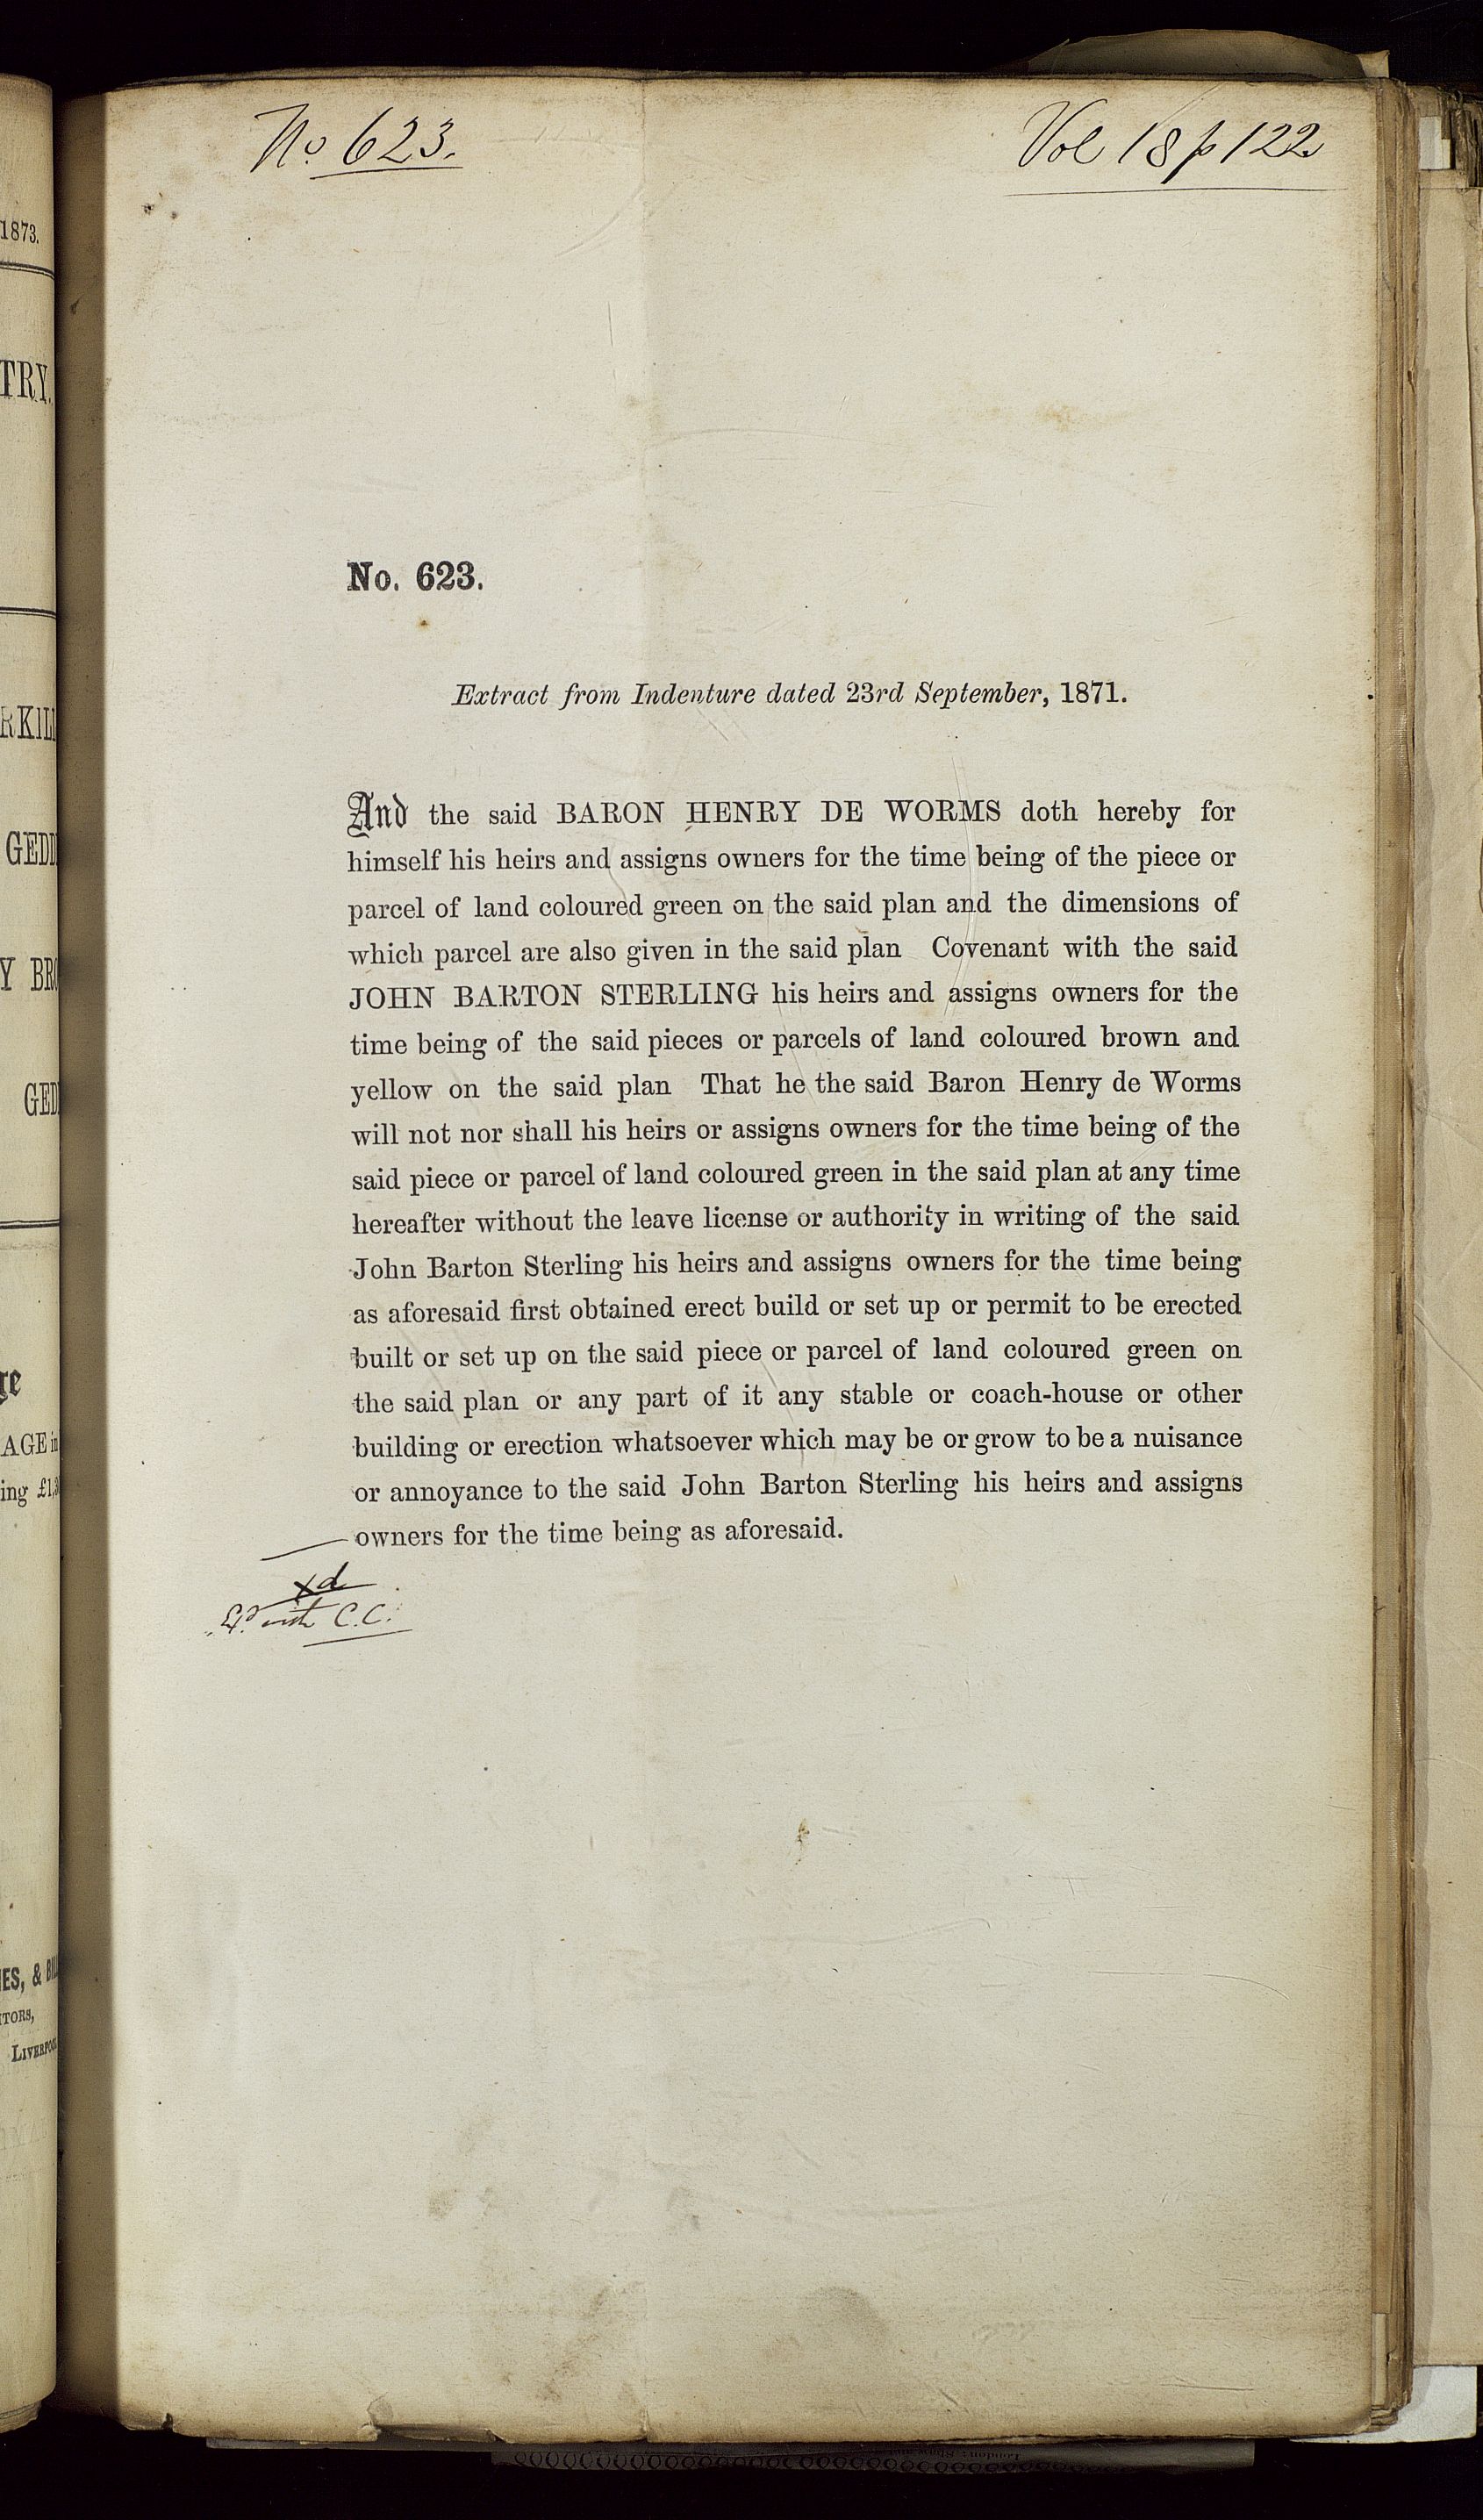 No 623.
Vol 18 p 122
No. 623.
Extract from Indenture dated 23rd September, 1871.
And the said BARON HENRY DE WORMS doth hereby for
himself his heirs and assigns owners for the time being of the piece or
parcel of land coloured green on the said plan and the dimensions of
which parcel are also given in the said plan Covenant with the said
JOHN BARTON STERLING his heirs and assigns owners for the
time being of the said pieces or parcels of land coloured brown and
yellow on the said plan That he the said Baron Henry de Worms
will not nor shall his heirs or assigns owners for the time being of the
said piece or parcel of land coloured green in the said plan at any time
hereafter without the leave license or authority in writing of the said
John Barton Sterling his heirs and assigns owners for the time being
as aforesaid first obtained erect build or set up or permit to be erected
built or set up on the said piece or parcel of land coloured green on
the said plan or any part of it any stable or coach-house or other
building or erection whatsoever which may be or grow to be a nuisance
or annoyance to the said John Barton Sterling his heirs and assigns
owners for the time being as aforesaid.
xd
with C.C.
1873.
TRY.
RKILL
GEDD
Y BRO
GED
ge
AGE in
ing £1,3
ES, & BIL
ITORS,
LIVERPOOL